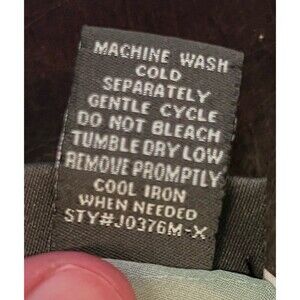 MACHINE WASH
COLD
SEPARATELY
GENTLE CYCLE
DO NOT BLEACH
TUMBLE DRY LOW
REMOVE PROMPTLY
COOL IRON
WHEN NEEDED
STY#J0376M-X